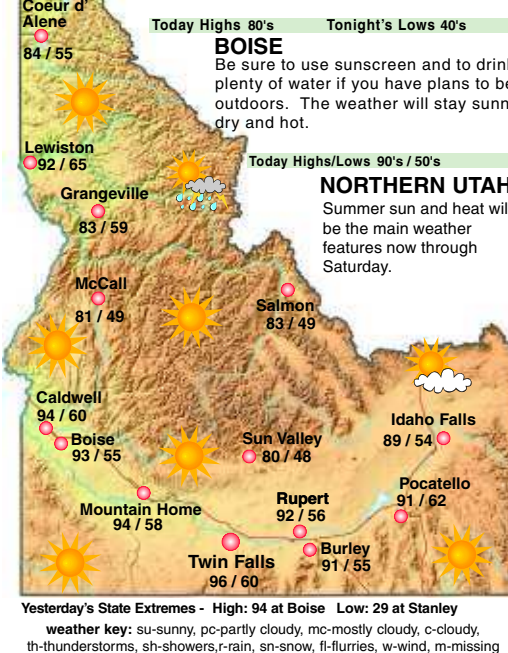 Coeur d'
Alene
84 / 55
Today Highs 80's Tonight's Lows 40's
BOISE
Be sure to use sunscreen and to drin
plenty of water if you have plans to be
outdoors. The weather will stay sunn
dry and hot.
Lewiston
92 / 65
Today Highs/Lows 90's / 50's
NORTHERN UTAH
Summer sun and heat wil
be the main weather
features now through
Saturday.
Grangeville
83 / 59
McCall
81 / 49
Salmon
83 / 49
Caldwell
94 / 60
Boise
93 / 55
Sun Valley
80 / 48
Idaho Falls
89 / 54
Pocatello
91 / 62
Mountain Home
94 / 58
Rupert
92 / 56
Burley
91 / 55
Twin Falls
96 / 60
Yesterday's State Extremes - High: 94 at Boise Low: 29 at Stanley
weather key: su-sunny, pc-partly cloudy, mc-mostly cloudy, c-cloudy,
th-thunderstorms, sh-showers,r-rain, sn-snow, fl-flurries, w-wind, m-missing